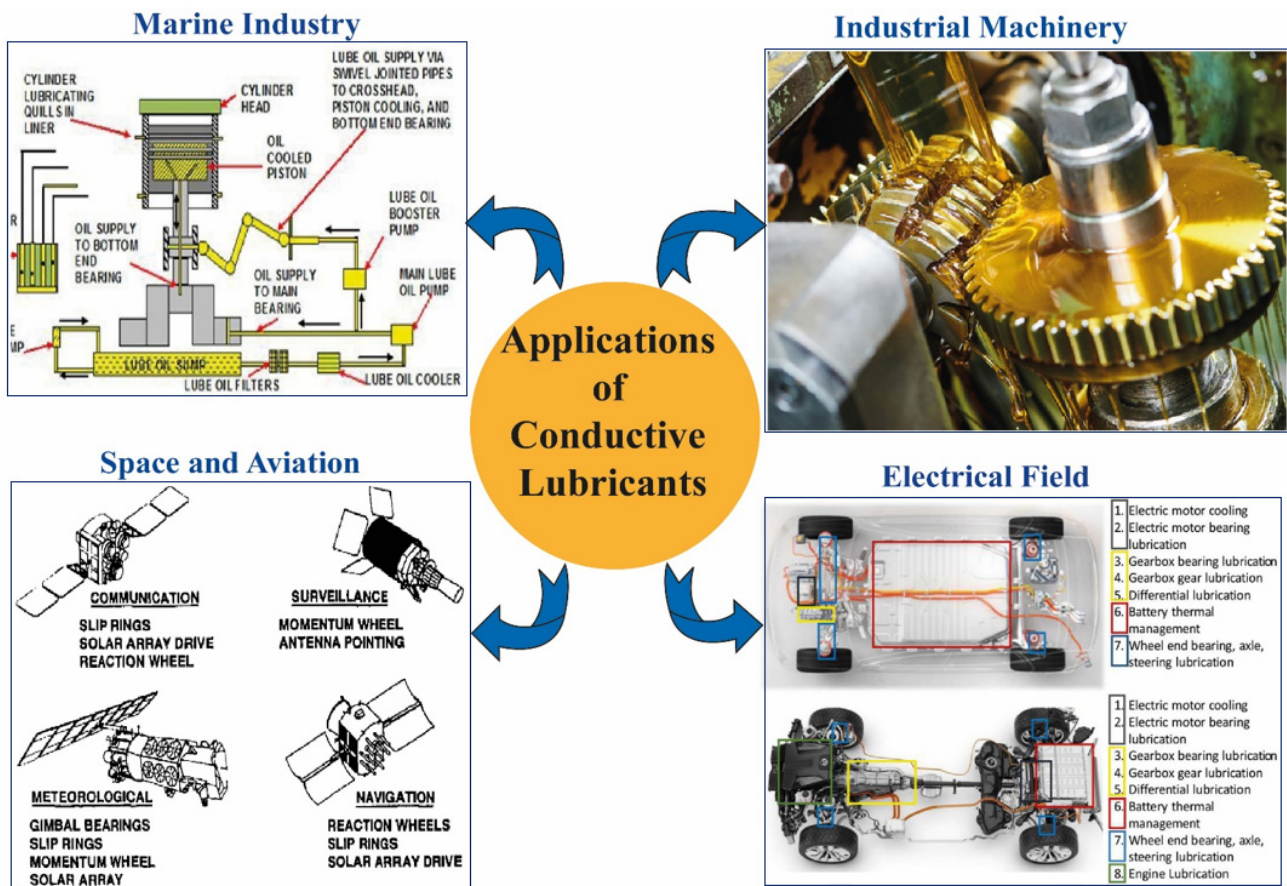 Marine Industry
CYLINDER
LUBRICATING
QUILLS IN
LINER
CYLINDER
HEAD
LUBE OIL SUPPLY VIA
SWIVEL JOINTED PIPES
TO CROSSHEAD,
PISTON COOLING, AND
BOTTOM END BEARING
OIL
COOLED
PISTON
R
OIL SUPPLY
TO BOTTOM
END
BEARING
LUBE OIL
BOOSTER
PUMP
OIL SUPPLY
TO MAIN
BEARING
MAIN LUBE
OIL PUMP
E
MP
LUBE OIL SUMP
LUBE OIL FILTERS
LUBE OIL COOLER
Industrial Machinery
Applications
of
Conductive
Lubricants
Space and Aviation
COMMUNICATION
SLIP RINGS
SOLAR ARRAY DRIVE
REACTION WHEEL
SURVEILLANCE
MOMENTUM WHEEL
ANTENNA POINTING
METEOROLOGICAL
GIMBAL BEARINGS
SLIP RINGS
MOMENTUM WHEEL
SOLAR ARRAY
NAVIGATION
REACTION WHEELS
SLIP RINGS
SOLAR ARRAY DRIVE
Electrical Field
1. Electric motor cooling
2. Electric motor bearing
lubrication
3. Gearbox bearing lubrication
4. Gearbox gear lubrication
5. Differential lubrication
6. Battery thermal
management
7. Wheel end bearing, axle,
steering lubrication
1. Electric motor cooling
2. Electric motor bearing
lubrication
3. Gearbox bearing lubrication
4. Gearbox gear lubrication
5. Differential lubrication
6. Battery thermal
management
7. Wheel end bearing, axle,
steering lubrication
8. Engine Lubrication